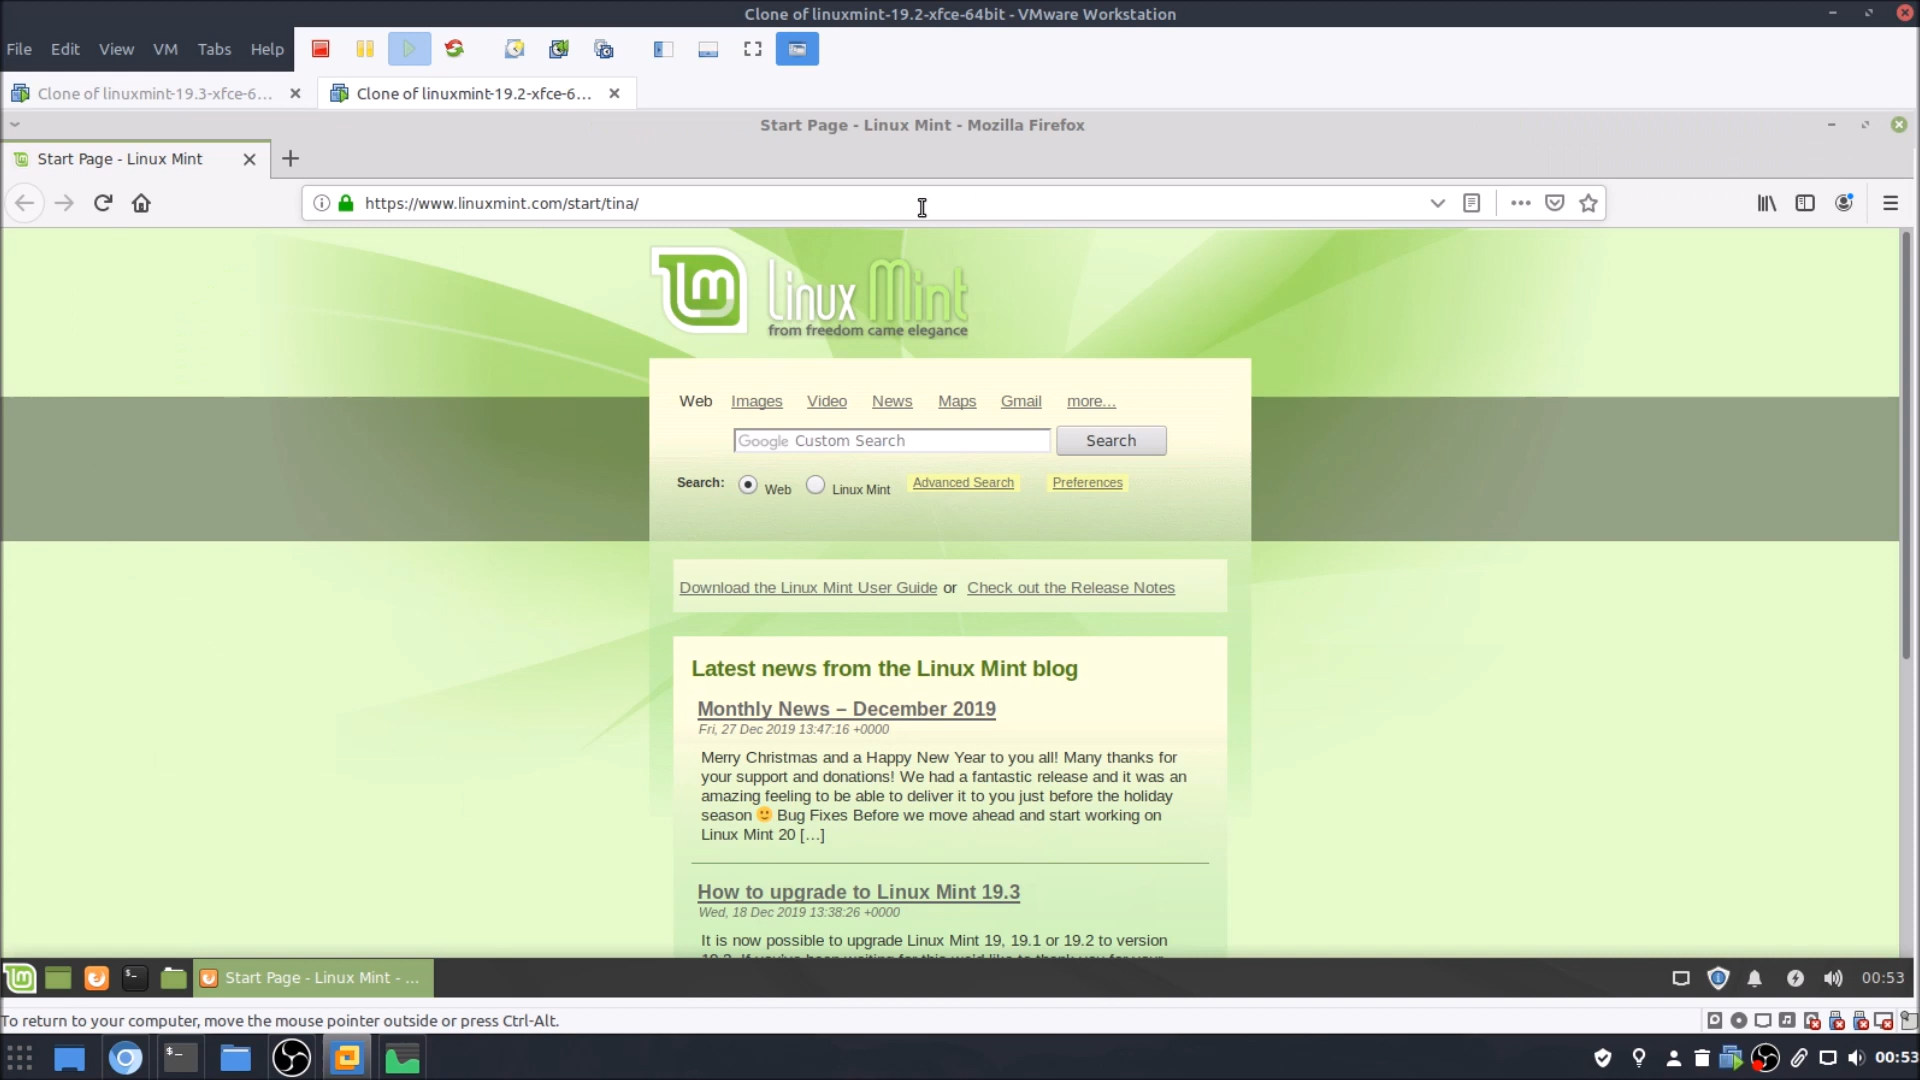 Clone of linuxmint-19.2-xfce-64bit - VMware Workstation
File Edit View VM Tabs Help
Clone of linuxmint-19.3-xfce-6... Clone of linuxmint-19.2-xfce-6...
Start Page - Linux Mint - Mozilla Firefox
Start Page - Linux Mint
https://www.linuxmint.com/start/tina/
Linux Mint
from freedom came elegance
Web Images Video News Maps Gmail more...
Google Custom Search Search
Search: Web Linux Mint Advanced Search Preferences
Download the Linux Mint User Guide or Check out the Release Notes
Latest news from the Linux Mint blog
Monthly News – December 2019
Fri, 27 Dec 2019 13:47:16 +0000
Merry Christmas and a Happy New Year to you all! Many thanks for
your support and donations! We had a fantastic release and it was an
amazing feeling to be able to deliver it to you just before the holiday
season 🙂 Bug Fixes Before we move ahead and start working on
Linux Mint 20 […]
How to upgrade to Linux Mint 19.3
Wed, 18 Dec 2019 13:38:26 +0000
It is now possible to upgrade Linux Mint 19, 19.1 or 19.2 to version
Start Page - Linux Mint - ... 00:53
To return to your computer, move the mouse pointer outside or press Ctrl-Alt.
00:53